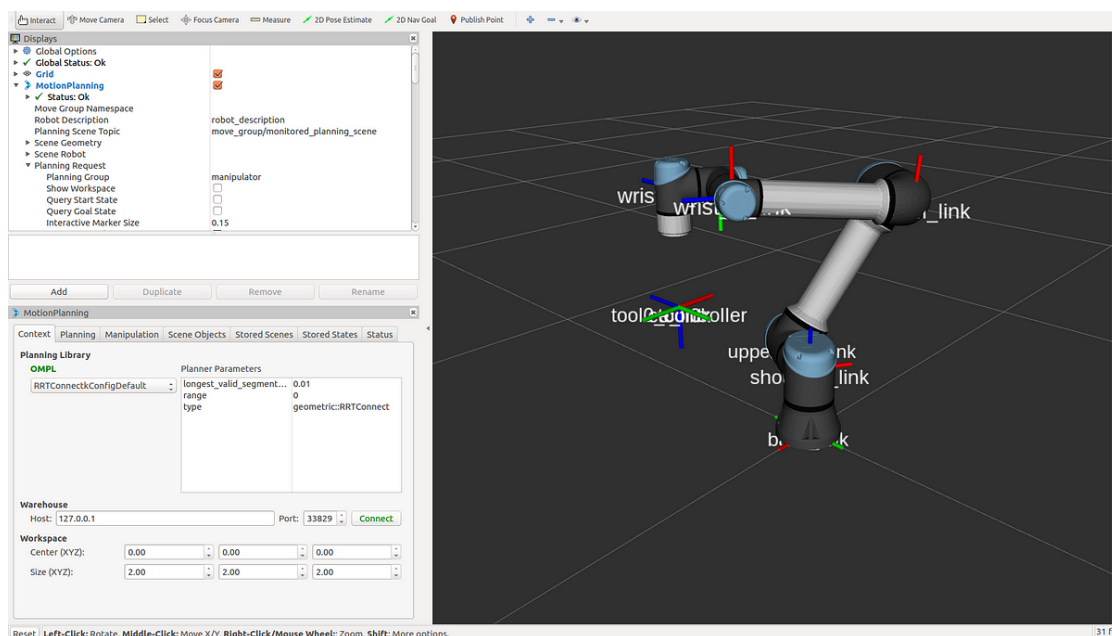 Interact Move Camera Select Focus Camera Measure 2D Pose Estimate 2D Nav Goal Publish Point
Displays
Global Options
Global Status: Ok
Grid
MotionPlanning
Status: Ok
Move Group Namespace
Robot Description robot_description
Planning Scene Topic move_group/monitored_planning_scene
Scene Geometry
Scene Robot
Planning Request
Planning Group manipulator
Show Workspace
Query Start State
Query Goal State
Interactive Marker Size 0.15
Add Duplicate Remove Rename
MotionPlanning
Context Planning Manipulation Scene Objects Stored Scenes Stored States Status
Planning Library
OMPL Planner Parameters
RRTConnectkConfigDefault longest_valid_segment... 0.01
range 0
type geometric::RRTConnect
Warehouse
Host: 127.0.0.1 Port: 33829 Connect
Workspace
Center (XYZ): 0.00 0.00 0.00
Size (XYZ): 2.00 2.00 2.00
Reset Left-Click: Rotate. Middle-Click: Move X/Y. Right-Click/Mouse Wheel:: Zoom. Shift: More options. 31 f
wris
wrist
_link
uppe nk
sho _link
b k